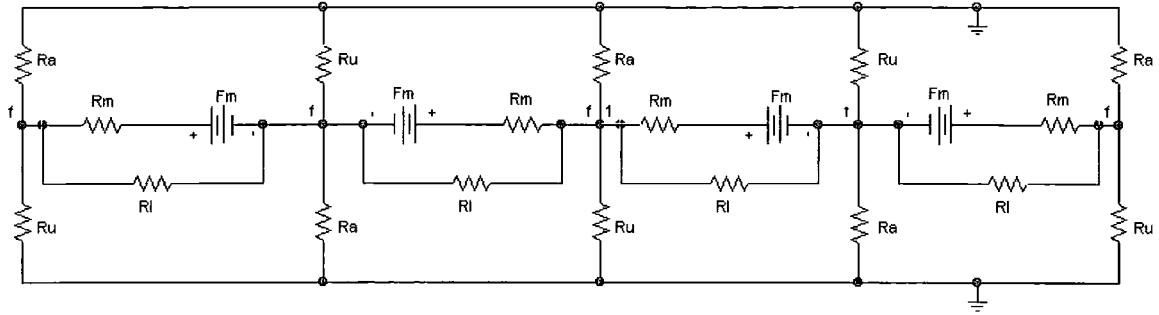 Ra Ru Ra Ru Ra
Rm Fm Fm Rm Rm Fm Fm Rm
f f f f f f
+ - - + + - - +
Rl Rl Rl Rl
Ru Ra Ru Ra Ru